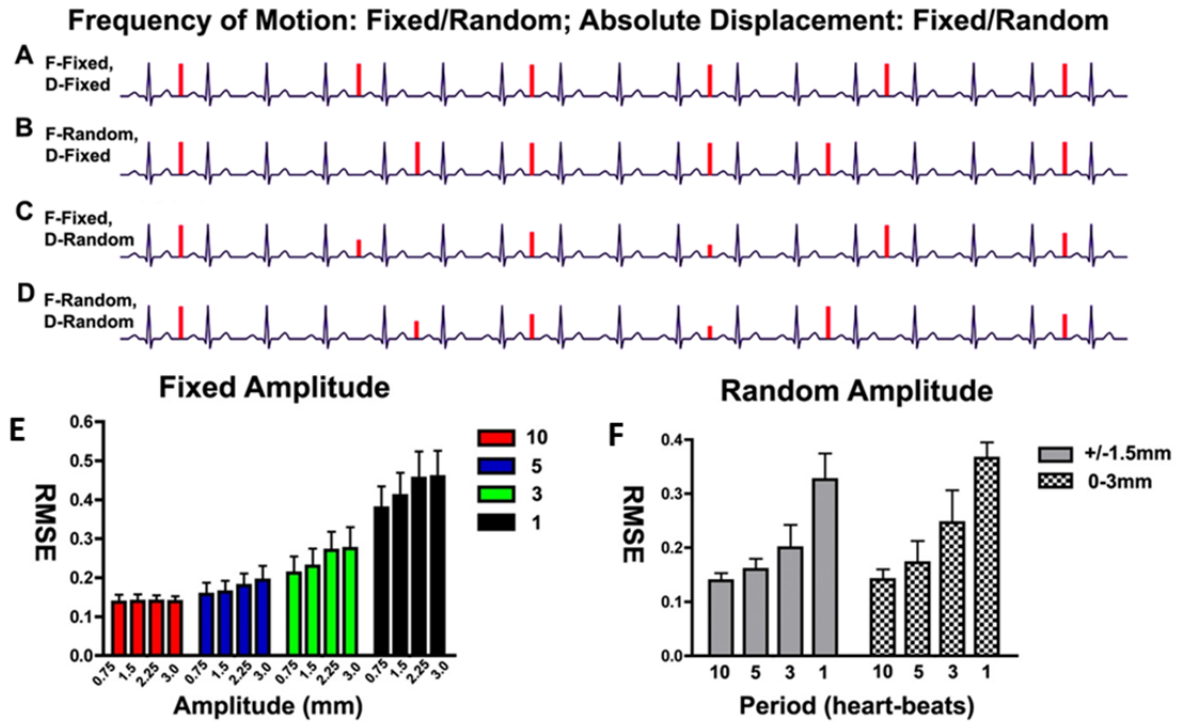 Frequency of Motion: Fixed/Random; Absolute Displacement: Fixed/Random
A
F-Fixed,
D-Fixed
B
F-Random,
D-Fixed
C
F-Fixed,
D-Random
D
F-Random,
D-Random
Fixed Amplitude
E
RMSE
0.6
0.5
0.4
0.3
0.2
0.1
0.0
0.75 1.5 2.25 3.0 0.75 1.5 2.25 3.0 0.75 1.5 2.25 3.0 0.75 1.5 2.25 3.0
Amplitude (mm)
10
5
3
1
Random Amplitude
F
RMSE
0.4
0.3
0.2
0.1
0.0
10 5 3 1 10 5 3 1
Period (heart-beats)
+/-1.5mm
0-3mm